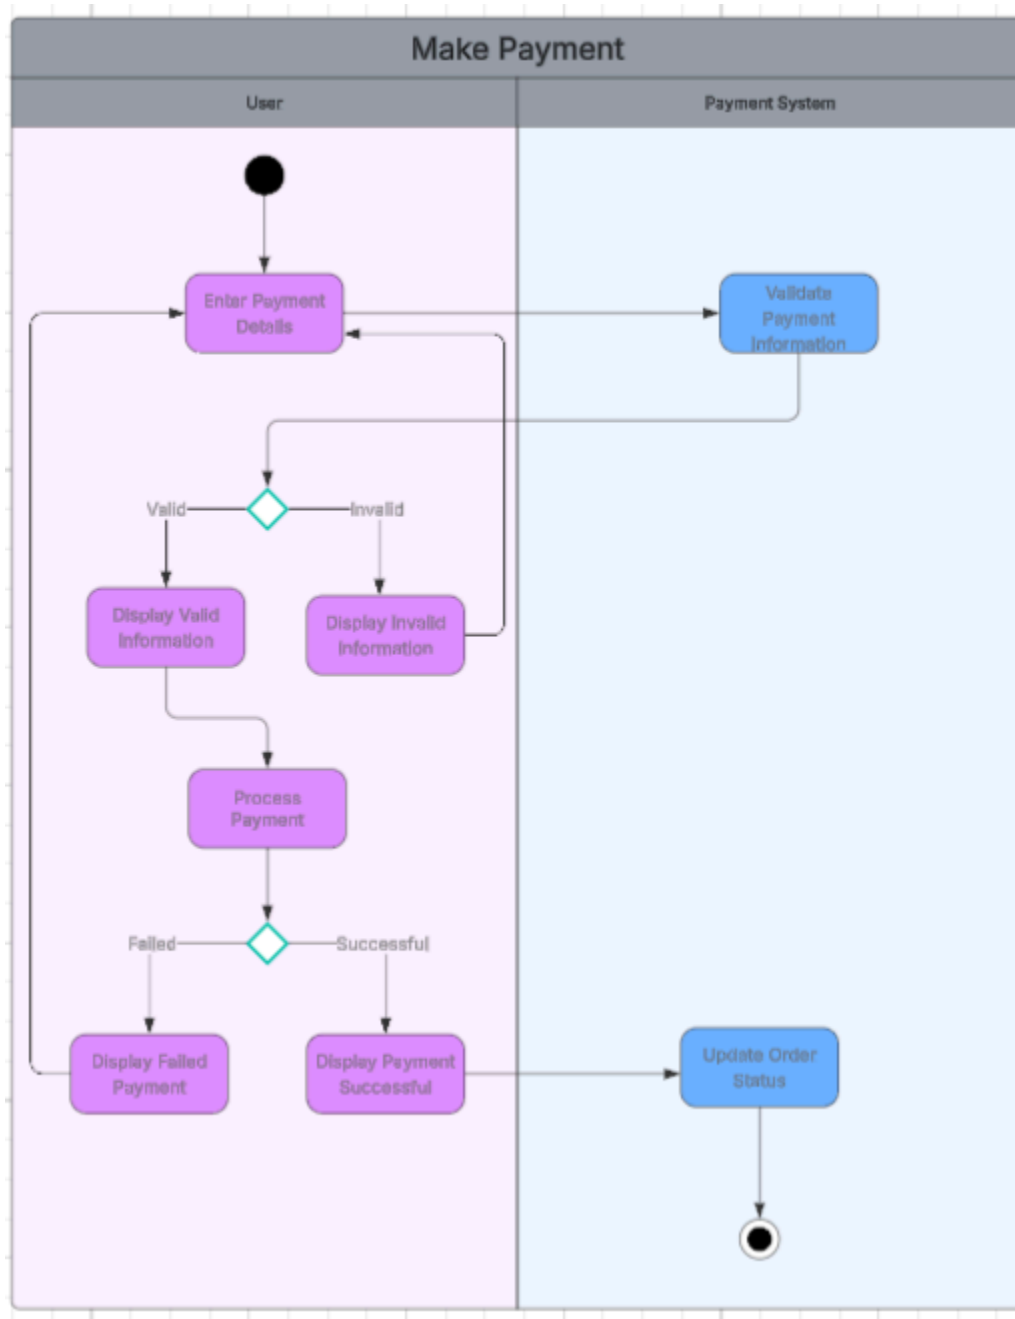 Make Payment
User
Payment System
Enter Payment
Details
Validate
Payment
Information
Valid
Invalid
Display Valid
Information
Display Invalid
Information
Process
Payment
Failed
Successful
Display Failed
Payment
Display Payment
Successful
Update Order
Status